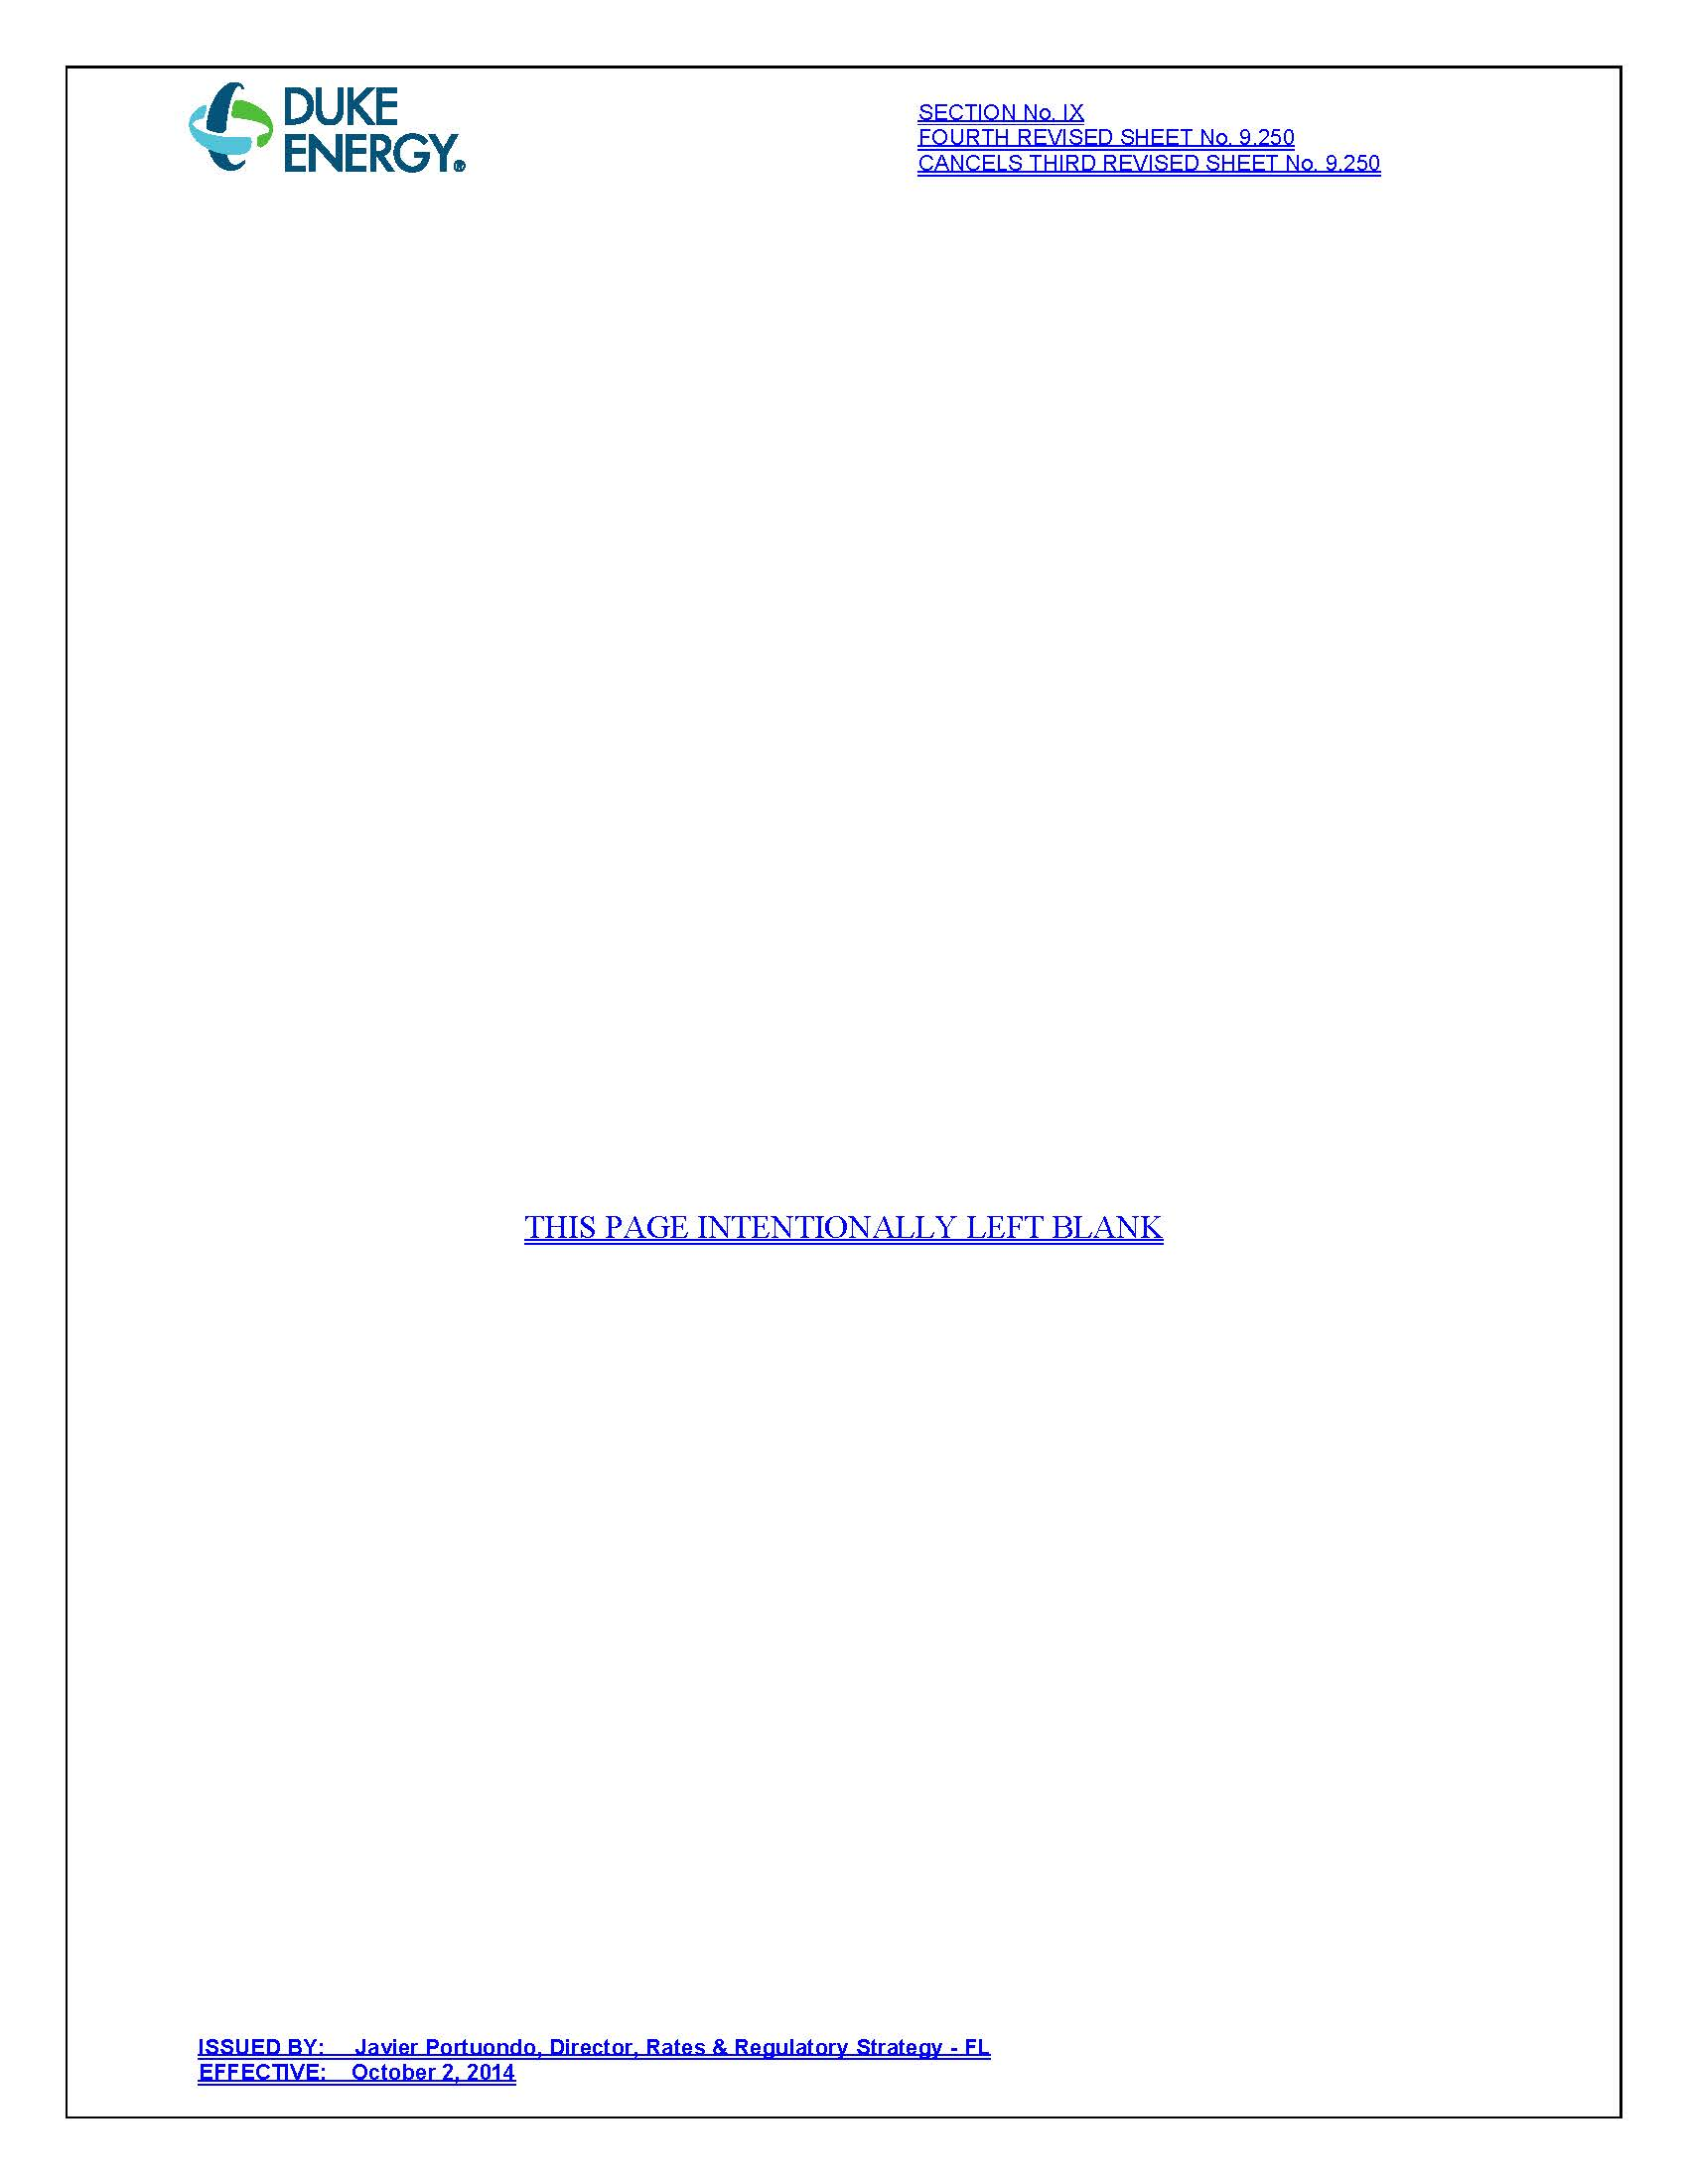 DUKE
ENERGY®
SECTION No. IX
FOURTH REVISED SHEET No. 9.250
CANCELS THIRD REVISED SHEET No. 9.250
THIS PAGE INTENTIONALLY LEFT BLANK
ISSUED BY: Javier Portuondo, Director, Rates & Regulatory Strategy - FL
EFFECTIVE: October 2, 2014